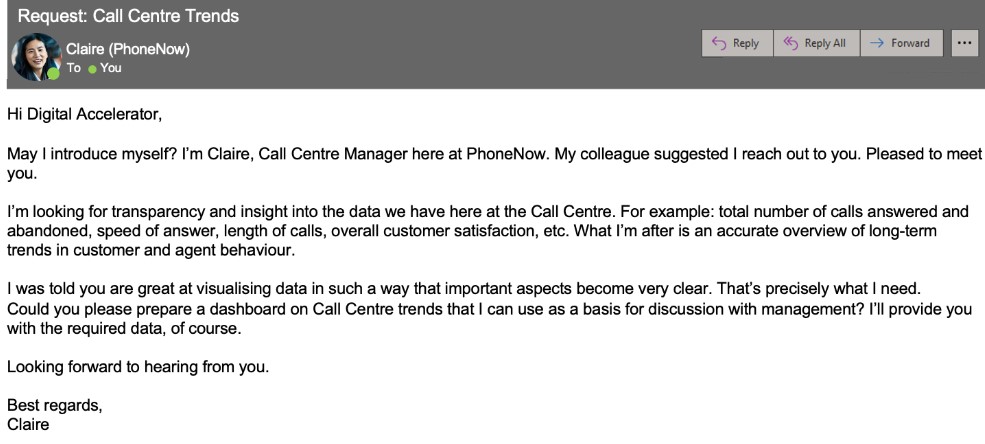 Request: Call Centre Trends
Claire (PhoneNow)
To You
Reply
Reply All
Forward
Hi Digital Accelerator,
May I introduce myself? I'm Claire, Call Centre Manager here at PhoneNow. My colleague suggested I reach out to you. Pleased to meet
you.
I'm looking for transparency and insight into the data we have here at the Call Centre. For example: total number of calls answered and
abandoned, speed of answer, length of calls, overall customer satisfaction, etc. What I'm after is an accurate overview of long-term
trends in customer and agent behaviour.
I was told you are great at visualising data in such a way that important aspects become very clear. That's precisely what I need.
Could you please prepare a dashboard on Call Centre trends that I can use as a basis for discussion with management? I'll provide you
with the required data, of course.
Looking forward to hearing from you.
Best regards,
Claire